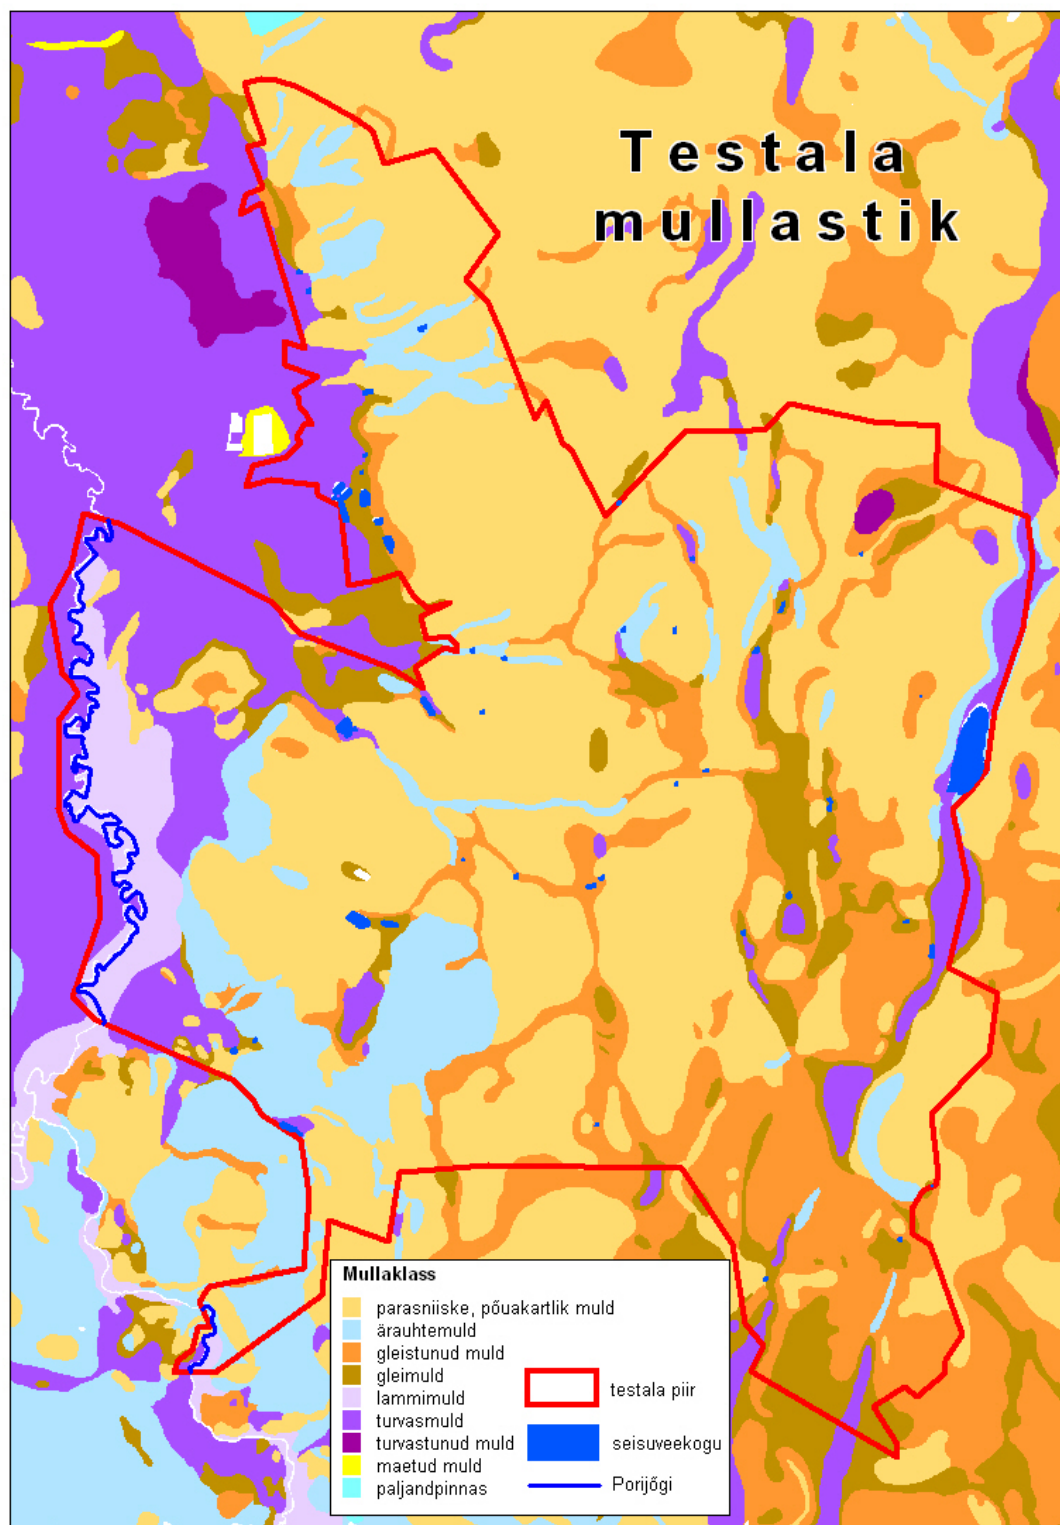 Testala
mullastik
Mullaklass
parasniiske, põuakartlik muld
ärauhtemuld
gleistunud muld
gleimuld
lammimuld
turvasmuld
turvastunud muld
maetud muld
paljandpinnas
testala piir
seisuveekogu
Porijõgi